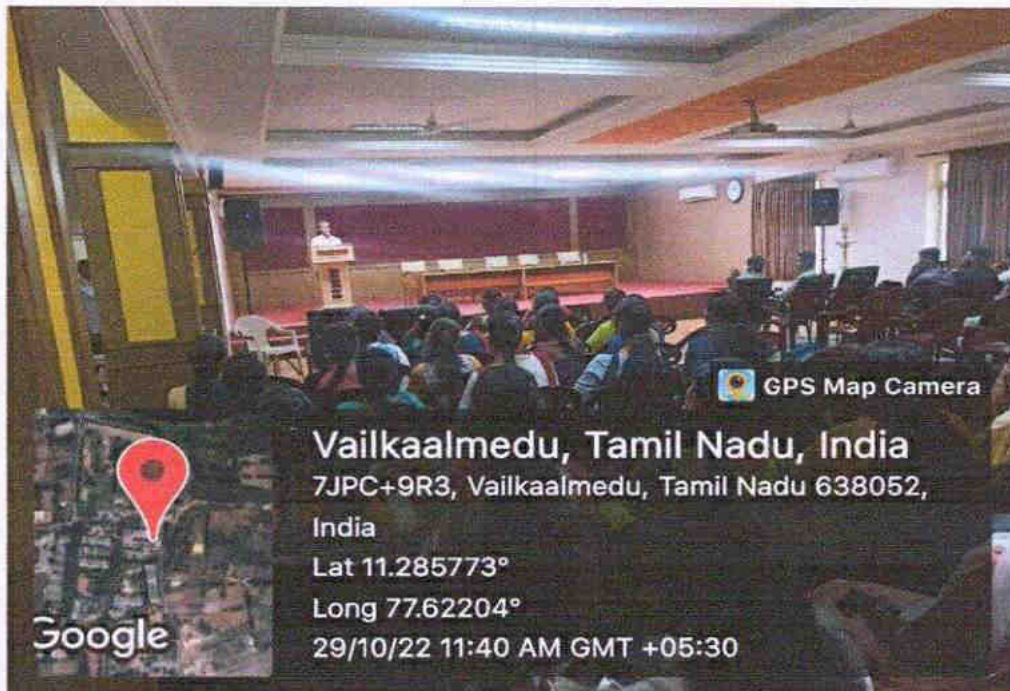 GPS Map Camera
Vailkaalmedu, Tamil Nadu, India
7JPC+9R3, Vailkaalmedu, Tamil Nadu 638052,
India
Lat 11.285773°
Long 77.62204°
29/10/22 11:40 AM GMT +05:30
Google